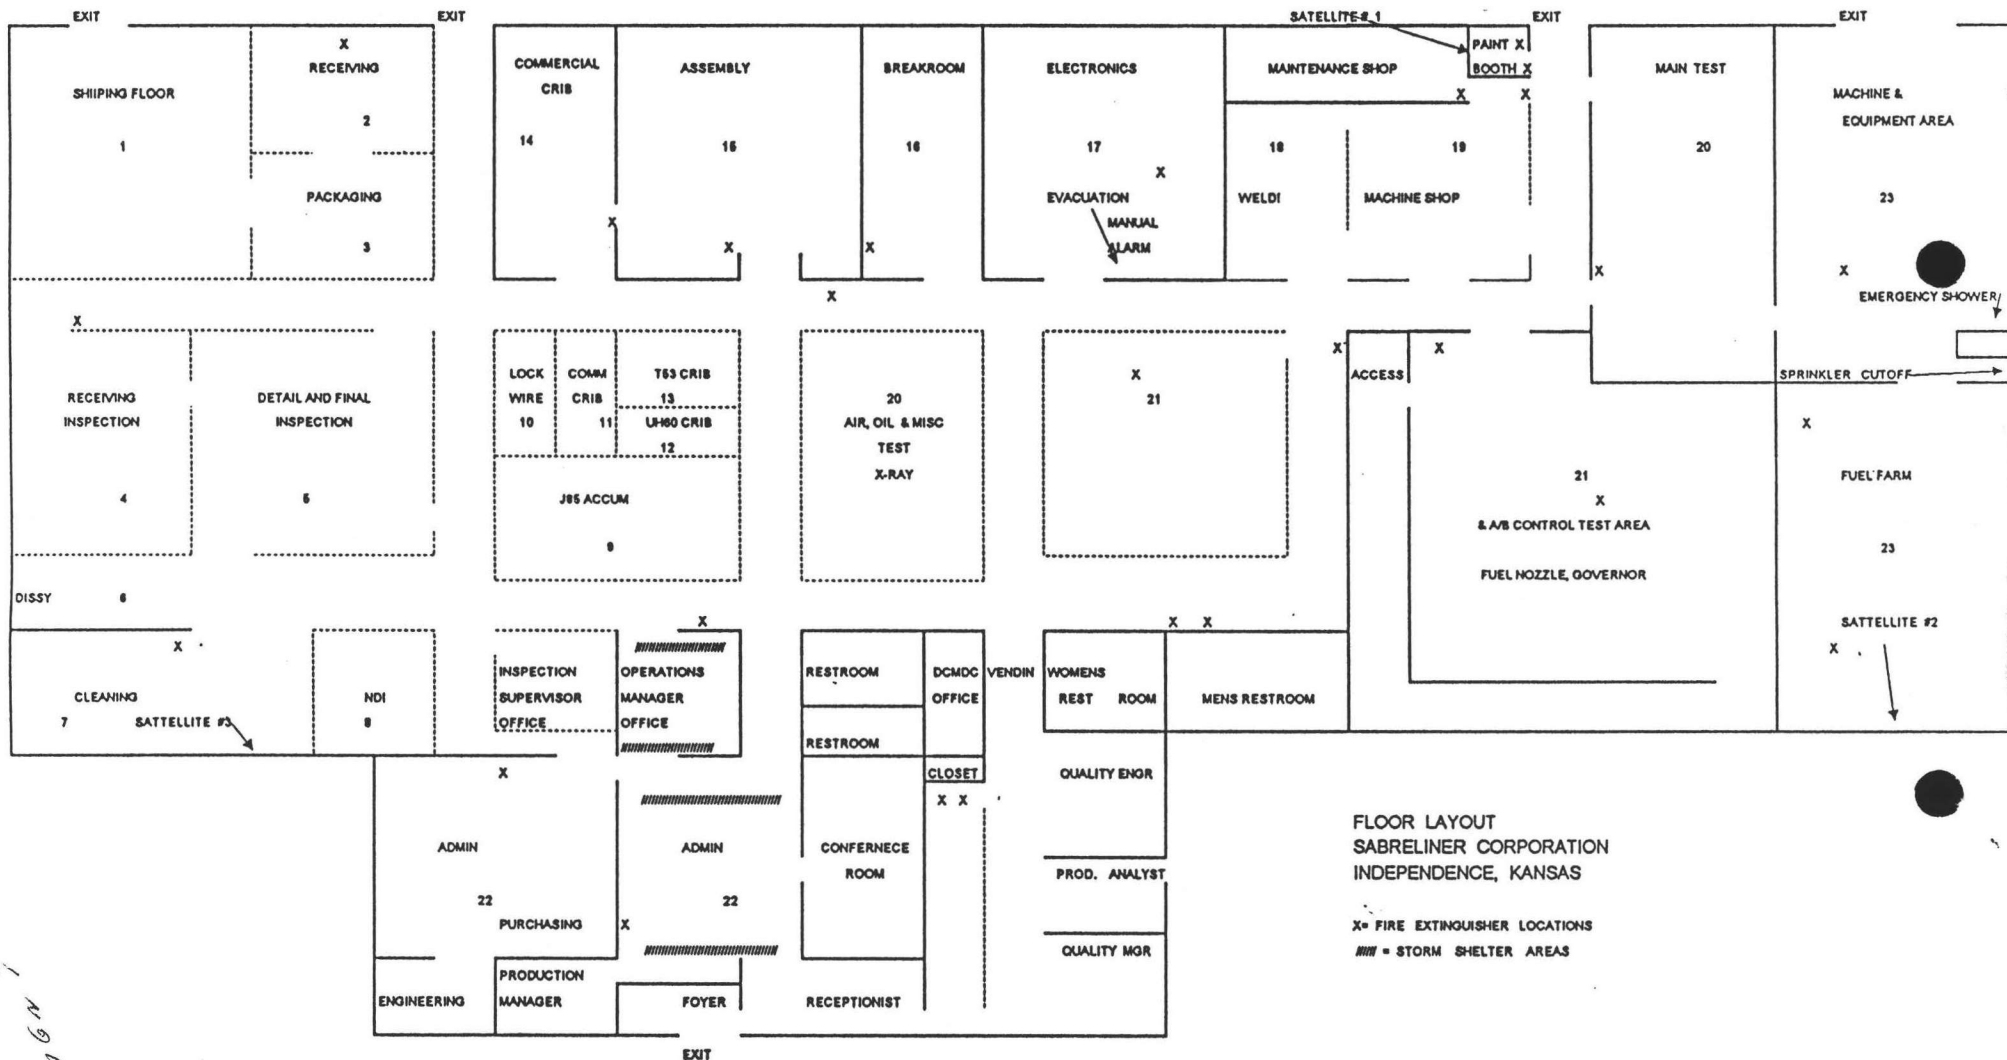 EXIT
EXIT
SATELLITE# 1
EXIT
EXIT
X
RECEIVING
2
SHIIPING FLOOR
1
PACKAGING
3
COMMERCIAL
CRIB
14
X
ASSEMBLY
15
X
BREAKROOM
16
X
ELECTRONICS
17
X
EVACUATION
MANUAL
ALARM
MAINTENANCE SHOP
PAINT X
BOOTH X
X X
18
WELDI
19
MACHINE SHOP
MAIN TEST
20
X
MACHINE &
EQUIPMENT AREA
23
X
EMERGENCY SHOWER
SPRINKLER CUTOFF
X
X
RECEIVING
INSPECTION
4
DETAIL AND FINAL
INSPECTION
5
LOCK
WIRE
10
COMM
CRIB
11
T53 CRIB
13
UH60 CRIB
12
J85 ACCUM
9
20
AIR, OIL & MISC
TEST
X-RAY
X
21
X
ACCESS
X
21
X
& A/B CONTROL TEST AREA
FUEL NOZZLE, GOVERNOR
X
FUEL FARM
23
SATTELLITE #2
X
DISSY 6
X
CLEANING
7 SATTELLITE #3
NDI
8
INSPECTION
SUPERVISOR
OFFICE
X
OPERATIONS
MANAGER
OFFICE
RESTROOM
RESTROOM
DCMDC
OFFICE
VENDIN
WOMENS
REST ROOM
X X
MENS RESTROOM
CLOSET
X X
X
ADMIN
22
PURCHASING
X
ADMIN
22
CONFERNECE
ROOM
QUALITY ENGR
PROD. ANALYST
QUALITY MGR
ENGINEERING
PRODUCTION
MANAGER
FOYER
RECEPTIONIST
EXIT
FLOOR LAYOUT
SABRELINER CORPORATION
INDEPENDENCE, KANSAS
X= FIRE EXTINGUISHER LOCATIONS
= STORM SHELTER AREAS